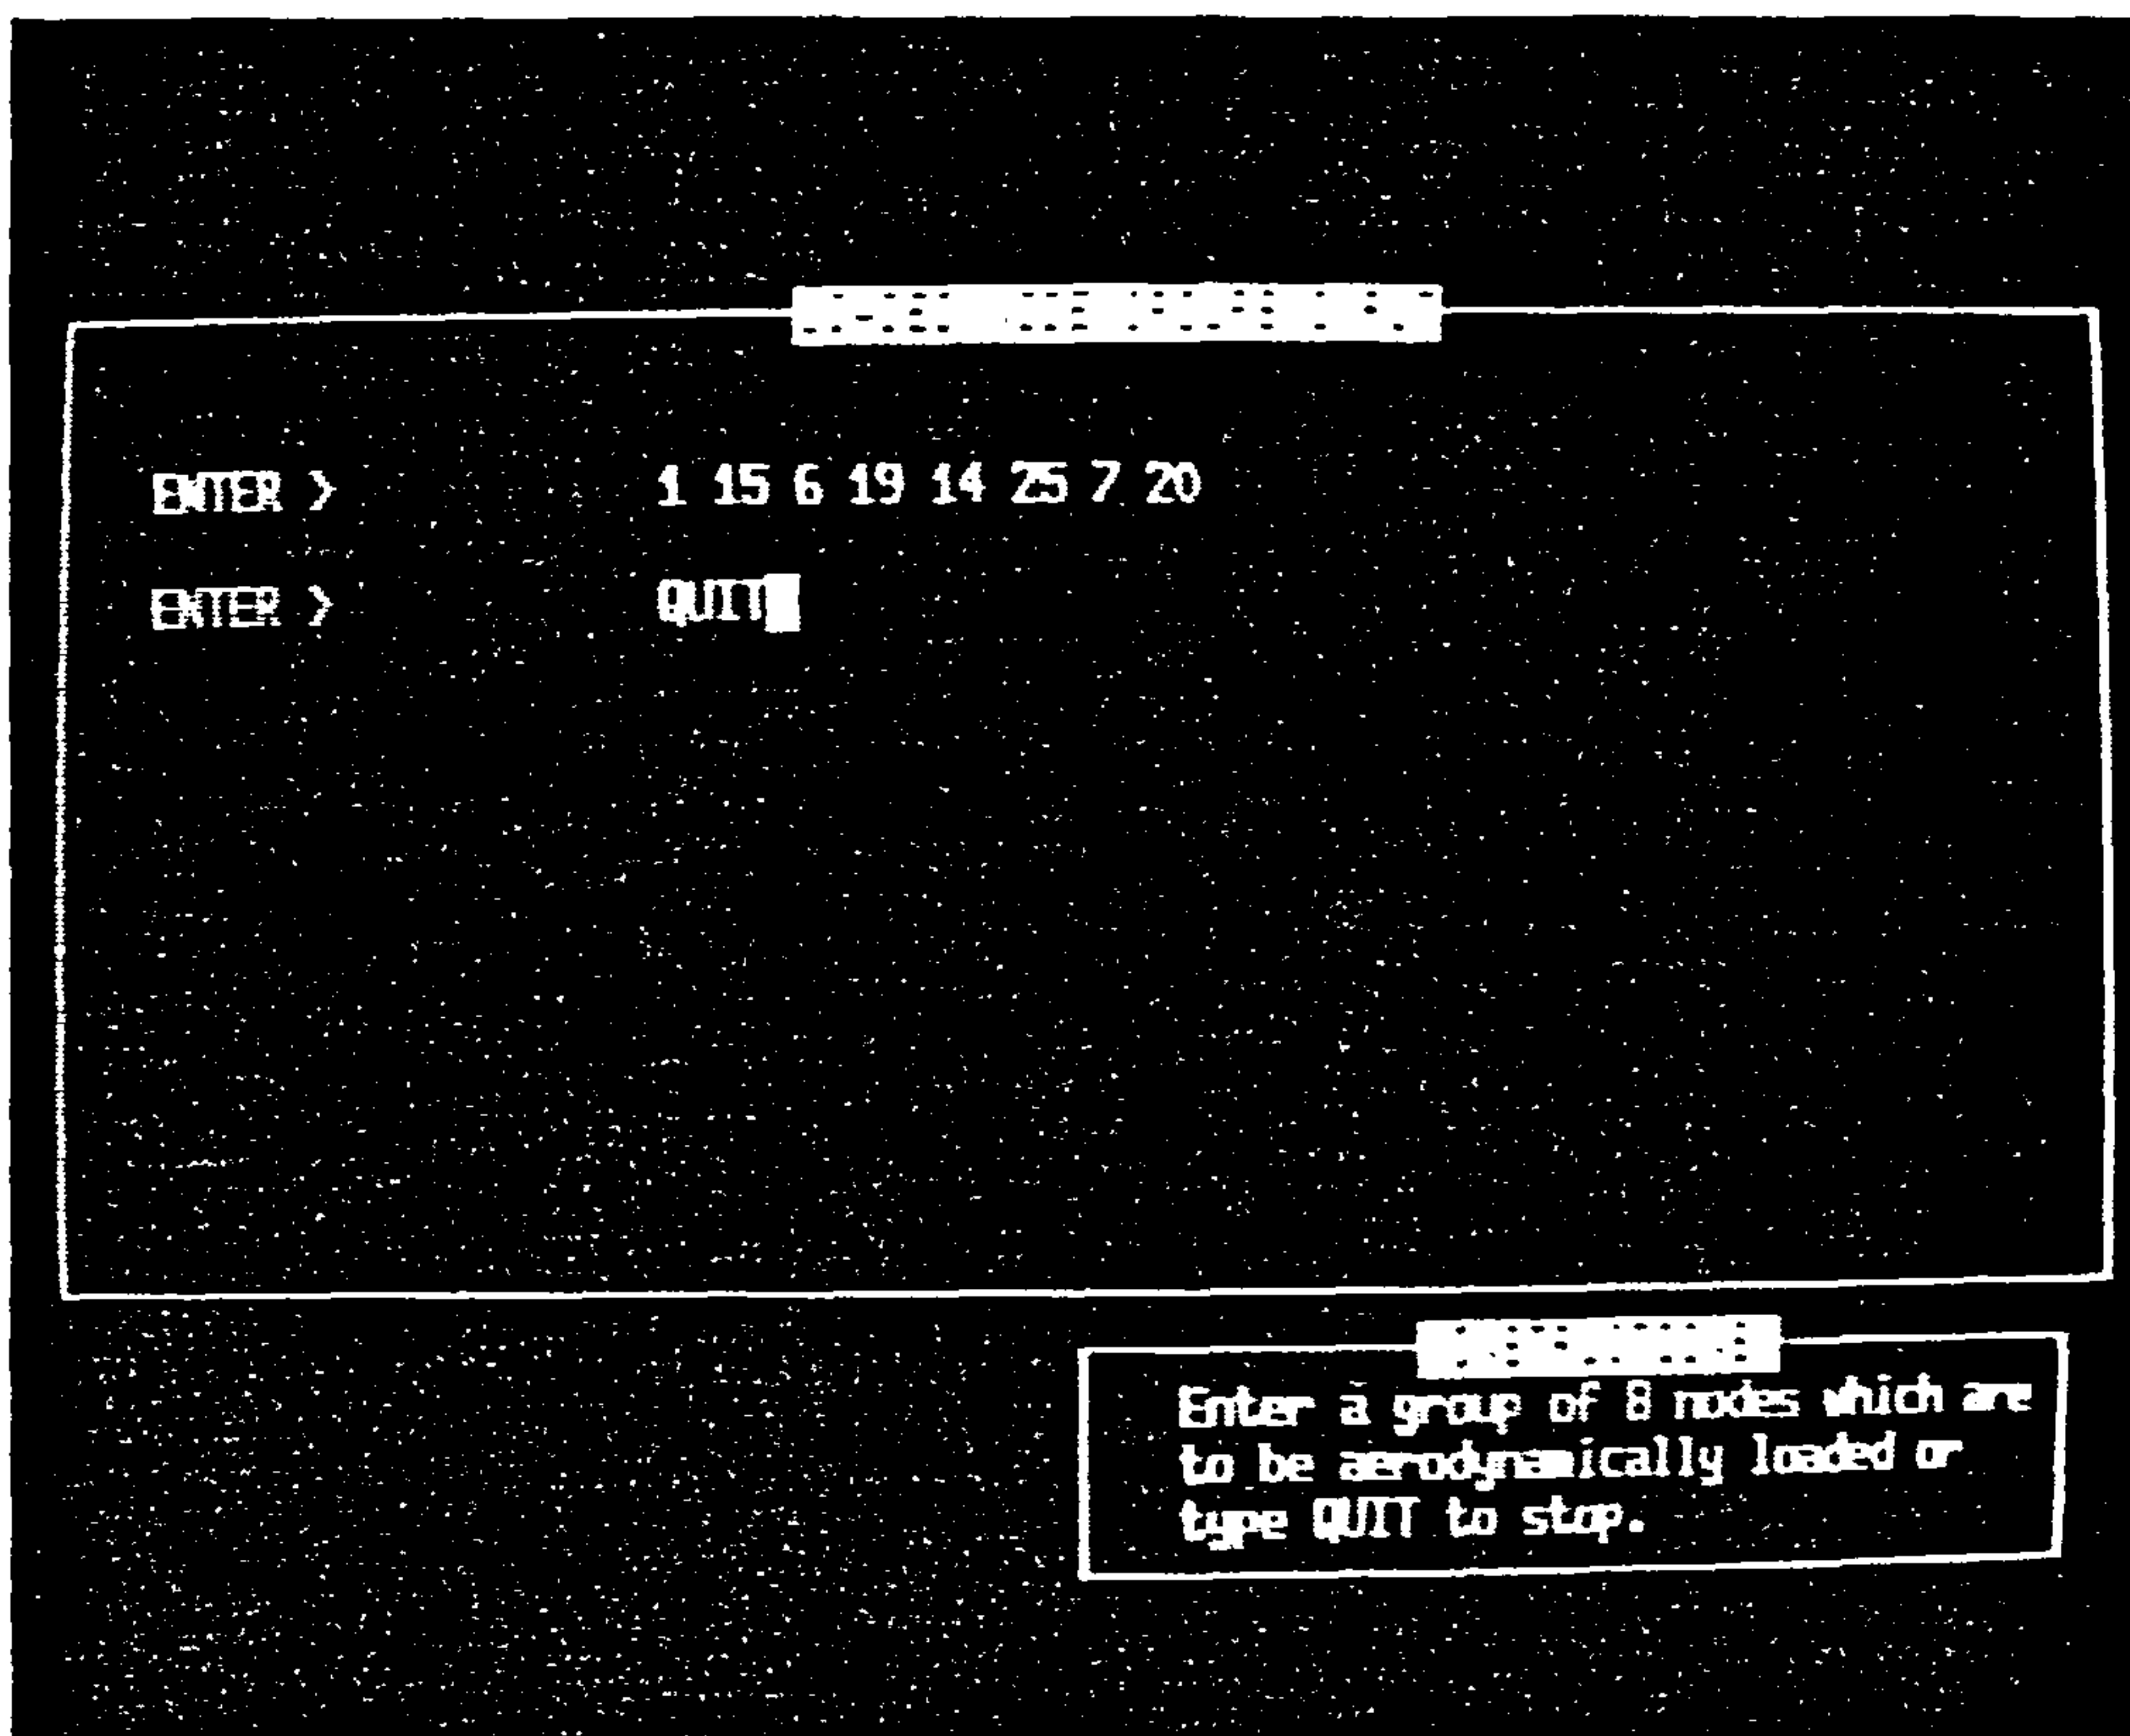 ENTER > 1 15 6 19 14 25 7 20
ENTER > QUIT
Enter a group of 8 nodes which are
to be aerodynamically loaded or
type QUIT to stop.